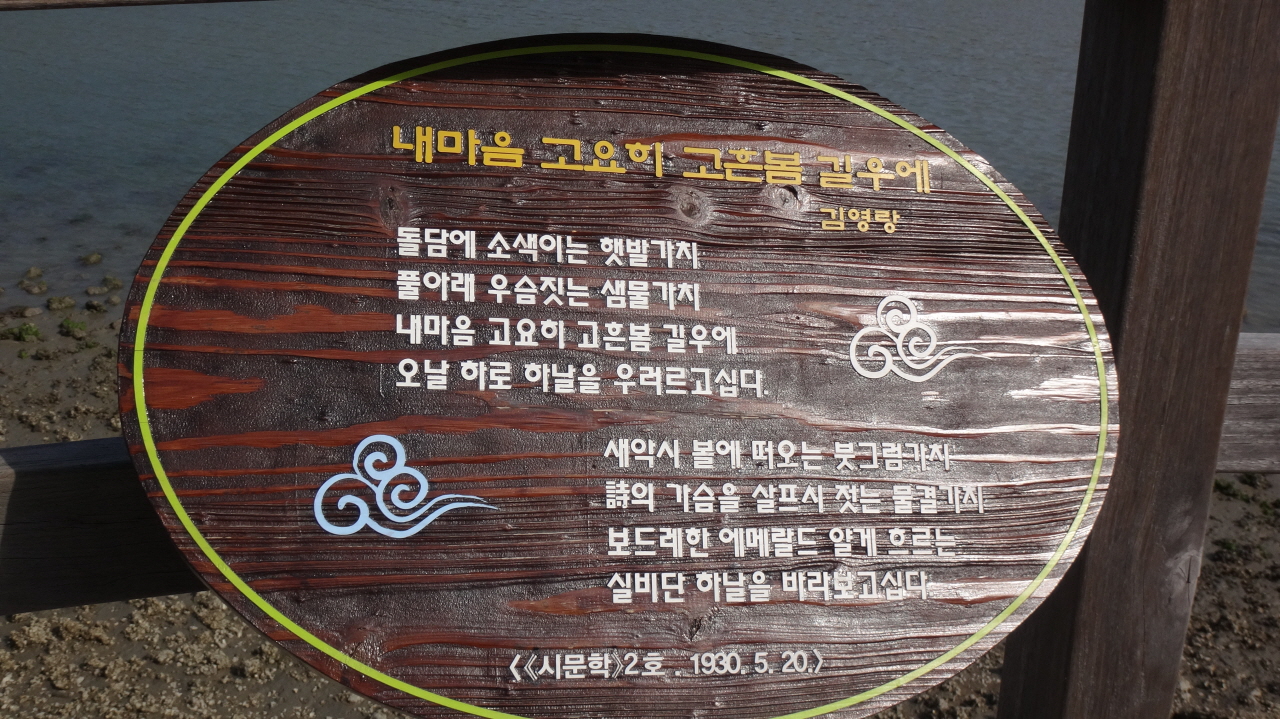 내마음 고요히 고흔봄 길우에
김영랑
돌담에 소색이는 햇발가치
풀아래 우슴짓는 샘물가치
내마음 고요히 고흔봄 길우에
오날 하로 하날을 우러르고십다.
새악시 볼에 떠오는 붓그럼가치
詩의 가슴을 살프시 젓는 물결가치
보드레한 에메랄드 얄게 흐르는
실비단 하날을 바라보고십다.
〈《시문학》2호 . 1930. 5. 20.〉